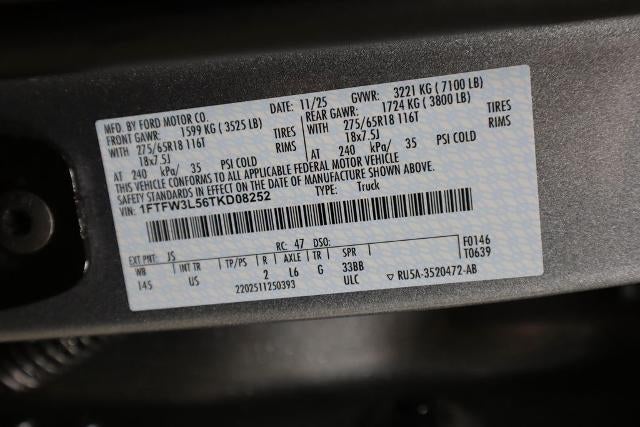 MFD. BY FORD MOTOR CO.
DATE: 11/25 GVWR: 3221 KG ( 7100 LB)
FRONT GAWR: 1599 KG ( 3525 LB) REAR GAWR: 1724 KG ( 3800 LB)
WITH 275/65R18 116T TIRES WITH 275/65R18 116T TIRES
18x7.5J RIMS 18x7.5J RIMS
AT 240 kPa/ 35 PSI COLD AT 240 kPa/ 35 PSI COLD
THIS VEHICLE CONFORMS TO ALL APPLICABLE FEDERAL MOTOR VEHICLE
SAFETY STANDARDS IN EFFECT ON THE DATE OF MANUFACTURE SHOWN ABOVE.
VIN: 1FTFW3L56TKD08252 TYPE: Truck
F0146
T0639
EXT PNT: JS RC: 47 DSO:
WB INT TR TP/PS R AXLE TR SPR
145 US 2 L6 G 33BB
2202511250393 ULC ▽ RU5A-3520472-AB